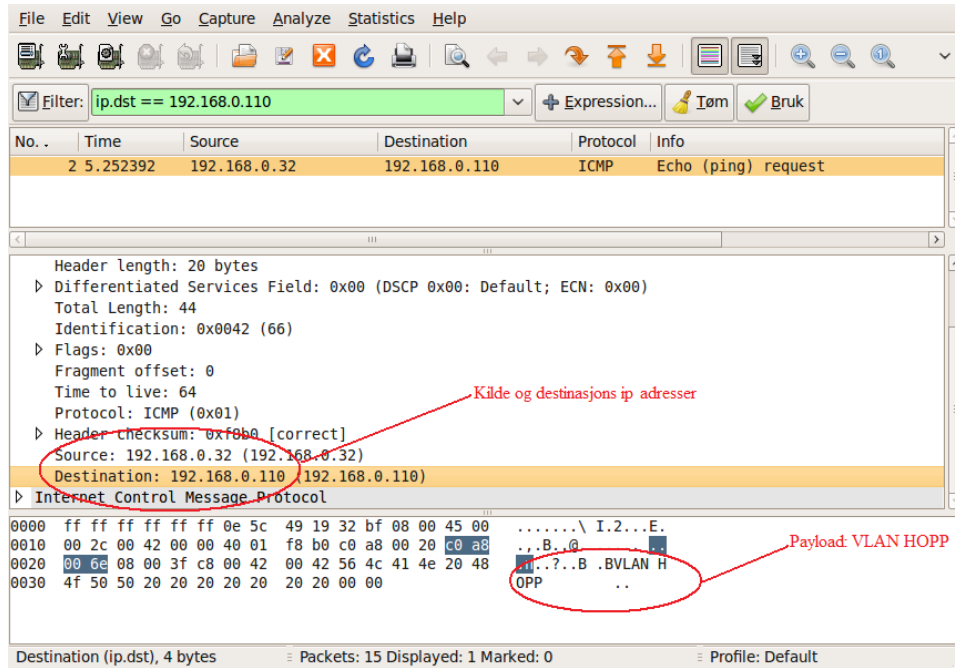 File Edit View Go Capture Analyze Statistics Help
Filter: ip.dst == 192.168.0.110 Expression... Tøm Bruk
No. . Time Source Destination Protocol Info
2 5.252392 192.168.0.32 192.168.0.110 ICMP Echo (ping) request
Header length: 20 bytes
Differentiated Services Field: 0x00 (DSCP 0x00: Default; ECN: 0x00)
Total Length: 44
Identification: 0x0042 (66)
Flags: 0x00
Fragment offset: 0
Time to live: 64
Kilde og destinasjons ip adresser
Protocol: ICMP (0x01)
Header checksum: 0xf8b0 [correct]
Source: 192.168.0.32 (192.168.0.32)
Destination: 192.168.0.110 (192.168.0.110)
Internet Control Message Protocol
0000 ff ff ff ff ff ff 0e 5c 49 19 32 bf 08 00 45 00 .......\ I.2...E.
0010 00 2c 00 42 00 00 40 01 f8 b0 c0 a8 00 20 c0 a8 .,.B..@. ..... ..
Payload: VLAN HOPP
0020 00 6e 08 00 3f c8 00 42 00 42 56 4c 41 4e 20 48 .n..?..B .BVLAN H
0030 4f 50 50 20 20 20 20 20 20 20 00 00 OPP ..
Destination (ip.dst), 4 bytes Packets: 15 Displayed: 1 Marked: 0 Profile: Default